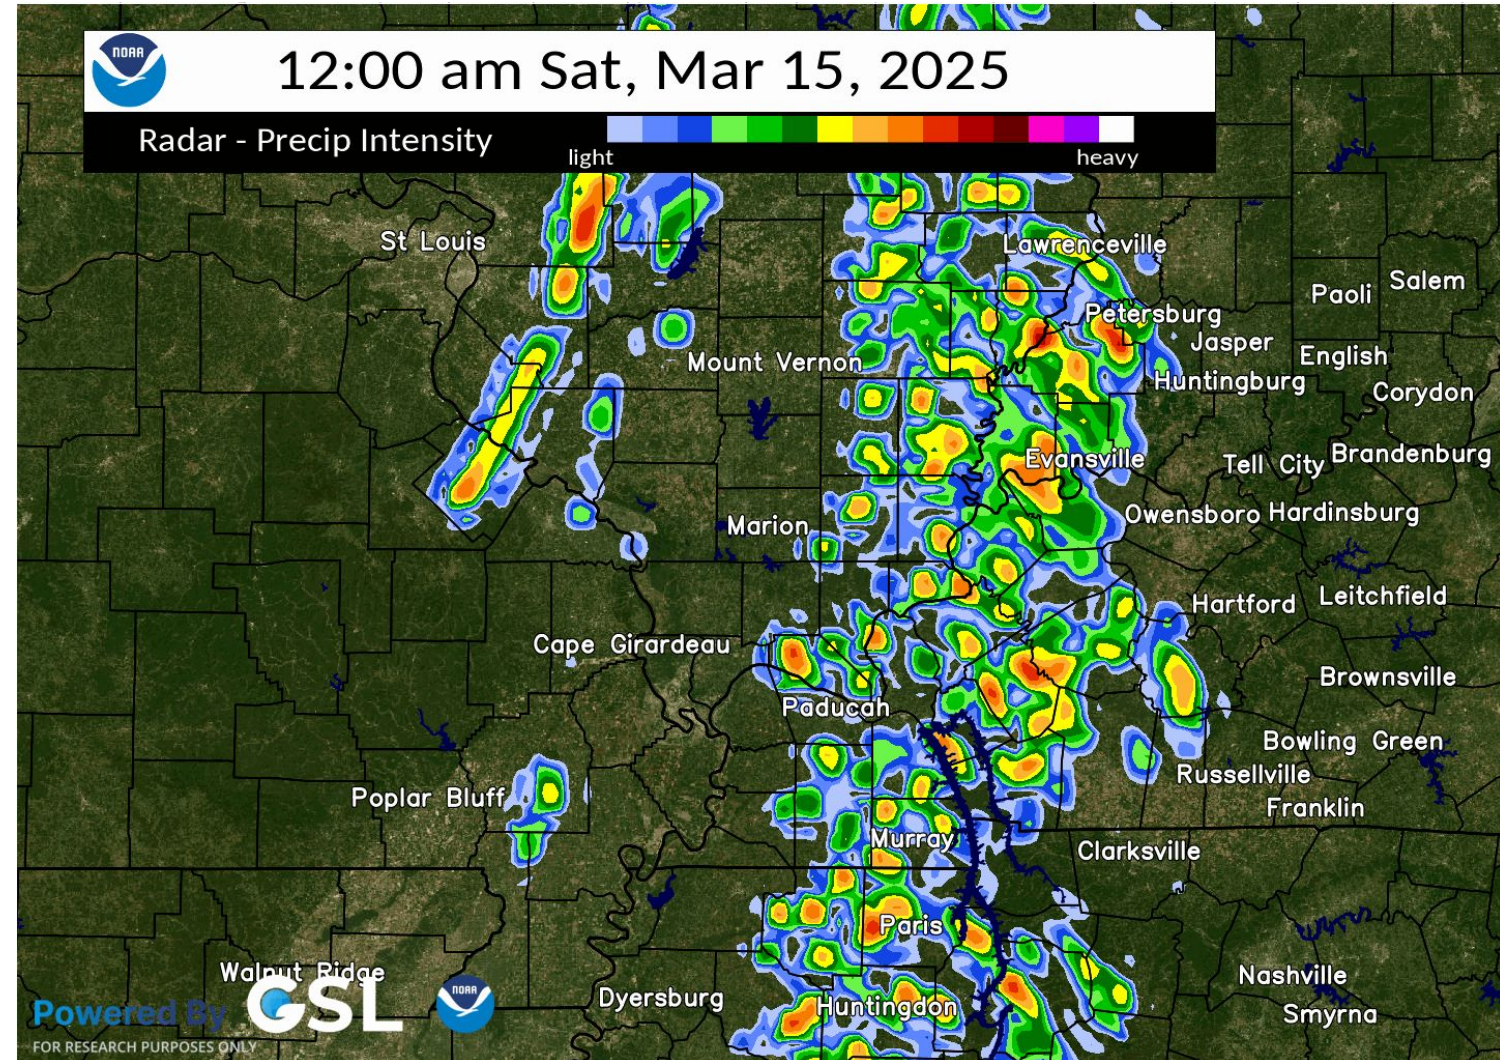 NOAA
12:00 am Sat, Mar 15, 2025
Radar - Precip Intensity
light
heavy
St Louis
Lawrenceville
Salem
Paoli
Petersburg
Jasper
English
Mount Vernon
Huntingburg
Corydon
Evansville
Tell City
Brandenburg
Marion
Owensboro
Hardinsburg
Hartford
Leitchfield
Cape Girardeau
Brownsville
Paducah
Bowling Green
Russellville
Poplar Bluff
Franklin
Murray
Clarksville
Paris
Walnut Ridge
Nashville
Dyersburg
Huntingdon
Smyrna
Powered By
GSL
NOAA
FOR RESEARCH PURPOSES ONLY